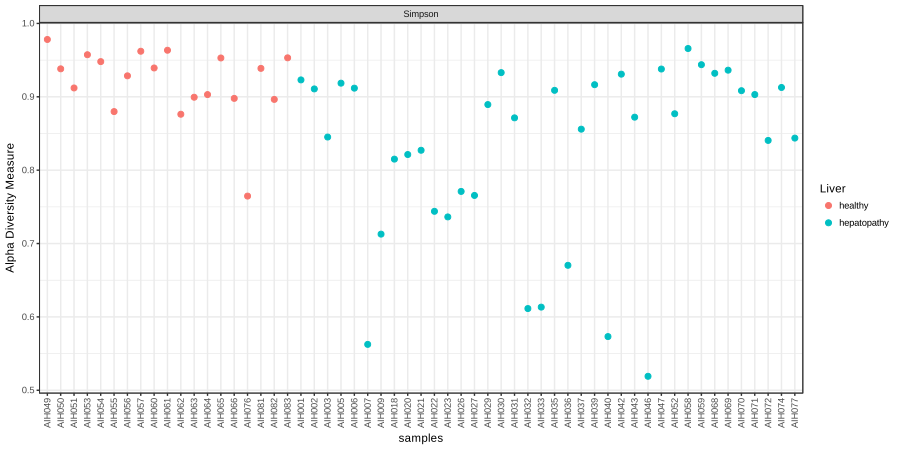 Simpson
1.0
0.9
0.8
0.7
0.6
0.5
Alpha Diversity Measure
AIH049
AIH050
AIH051
AIH053
AIH054
AIH055
AIH056
AIH057
AIH060
AIH061
AIH062
AIH063
AIH064
AIH065
AIH066
AIH076
AIH081
AIH082
AIH083
AIH001
AIH002
AIH003
AIH005
AIH006
AIH007
AIH009
AIH018
AIH020
AIH021
AIH022
AIH023
AIH026
AIH027
AIH029
AIH030
AIH031
AIH032
AIH033
AIH035
AIH036
AIH037
AIH039
AIH040
AIH042
AIH043
AIH046
AIH047
AIH052
AIH058
AIH059
AIH068
AIH069
AIH070
AIH071
AIH072
AIH074
AIH077
samples
Liver
healthy
hepatopathy